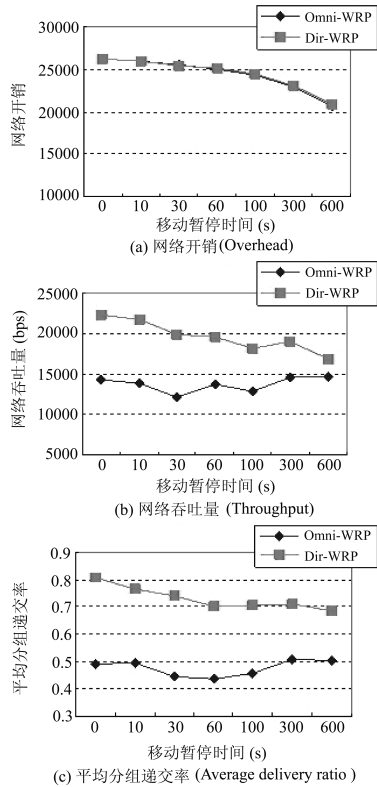 Omni-WRP
Dir-WRP
30000
25000
20000
15000
10000
网络开销
0 10 30 60 100 300 600
移动暂停时间 (s)
(a) 网络开销(Overhead)
Omni-WRP
Dir-WRP
25000
20000
15000
10000
5000
网络吞吐量 (bps)
0 10 30 60 100 300 600
移动暂停时间 (s)
(b) 网络吞吐量 (Throughput)
Omni-WRP
Dir-WRP
0.9
0.8
0.7
0.6
0.5
0.4
0.3
平均分组递交率
0 10 30 60 100 300 600
移动暂停时间 (s)
(c) 平均分组递交率 (Average delivery ratio )